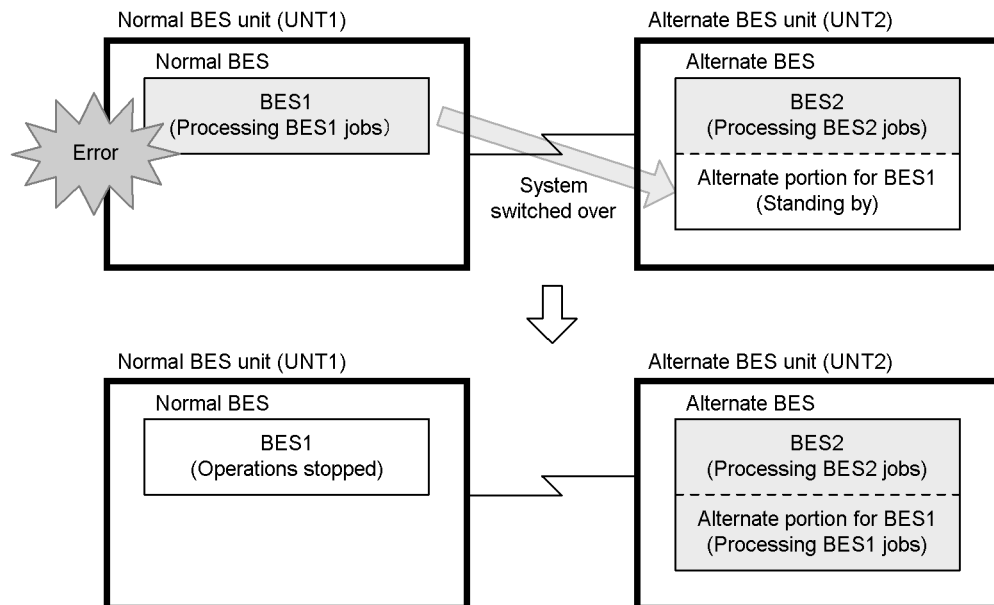 Normal BES unit (UNT1)
Alternate BES unit (UNT2)
Normal BES
Alternate BES
BES1
(Processing BES1 jobs)
BES2
(Processing BES2 jobs)
Error
Alternate portion for BES1
(Standing by)
System
switched over
Normal BES unit (UNT1)
Alternate BES unit (UNT2)
Normal BES
Alternate BES
BES1
(Operations stopped)
BES2
(Processing BES2 jobs)
Alternate portion for BES1
(Processing BES1 jobs)